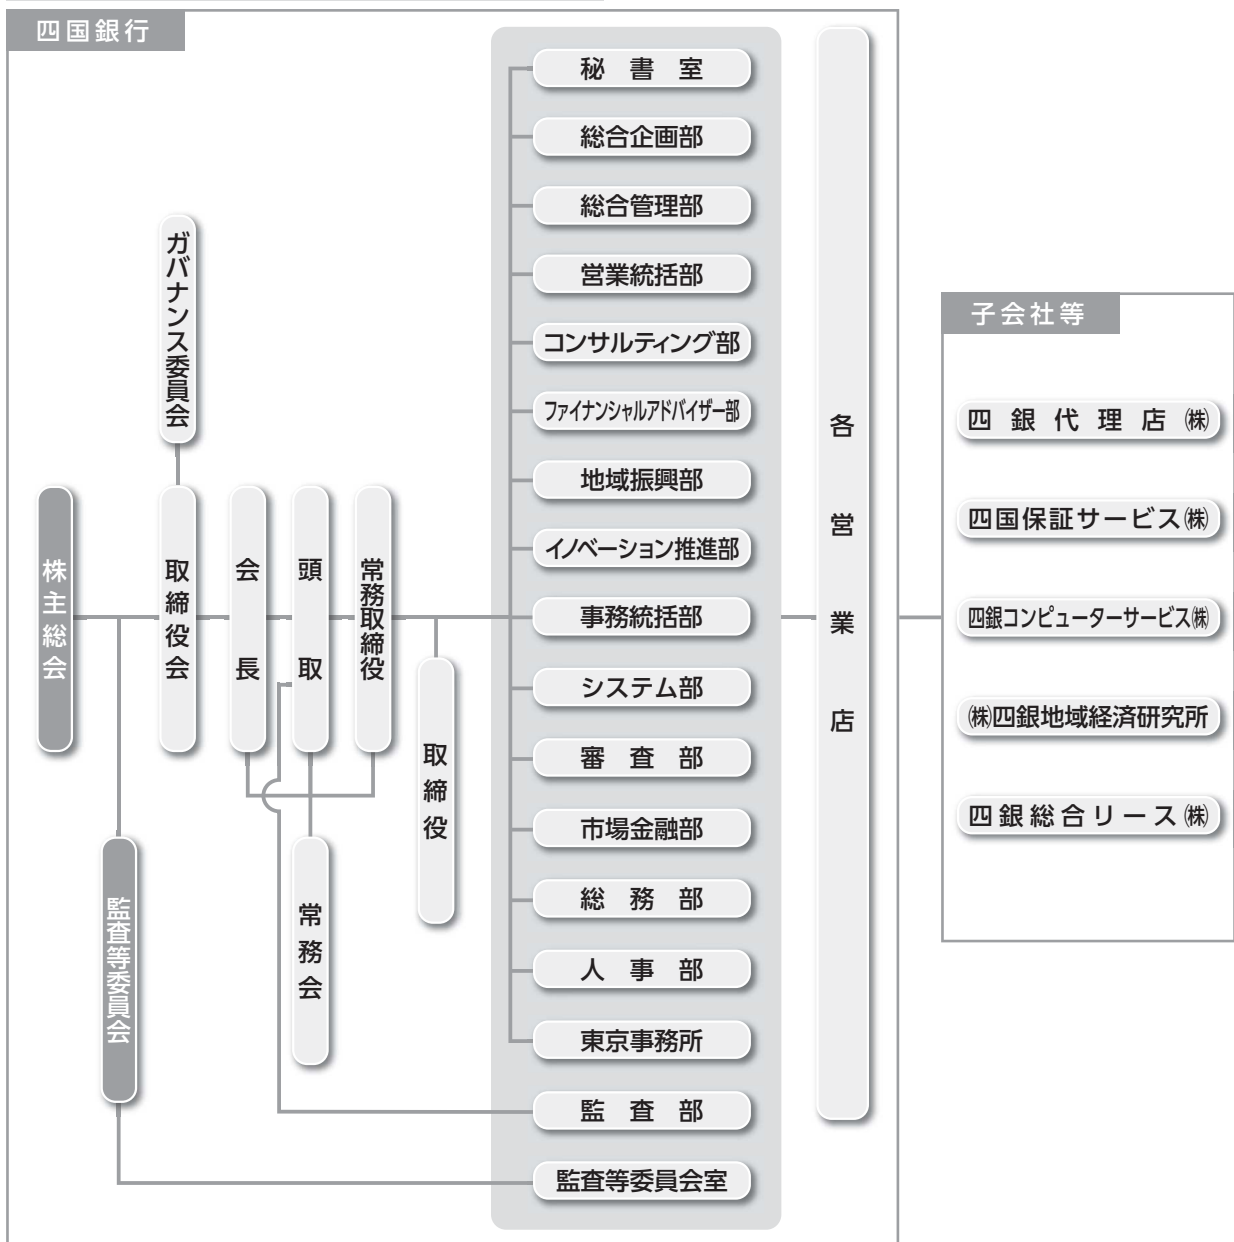 四国銀行
株主総会
監査等委員会
ガバナンス委員会
取締役会
会長
頭取
常務会
常務取締役
取締役
秘書室
総合企画部
総合管理部
営業統括部
コンサルティング部
ファイナンシャルアドバイザー部
地域振興部
イノベーション推進部
事務統括部
システム部
審査部
市場金融部
総務部
人事部
東京事務所
監査部
監査等委員会室
各営業店
子会社等
四銀代理店㈱
四国保証サービス㈱
四銀コンピューターサービス㈱
㈱四銀地域経済研究所
四銀総合リース㈱